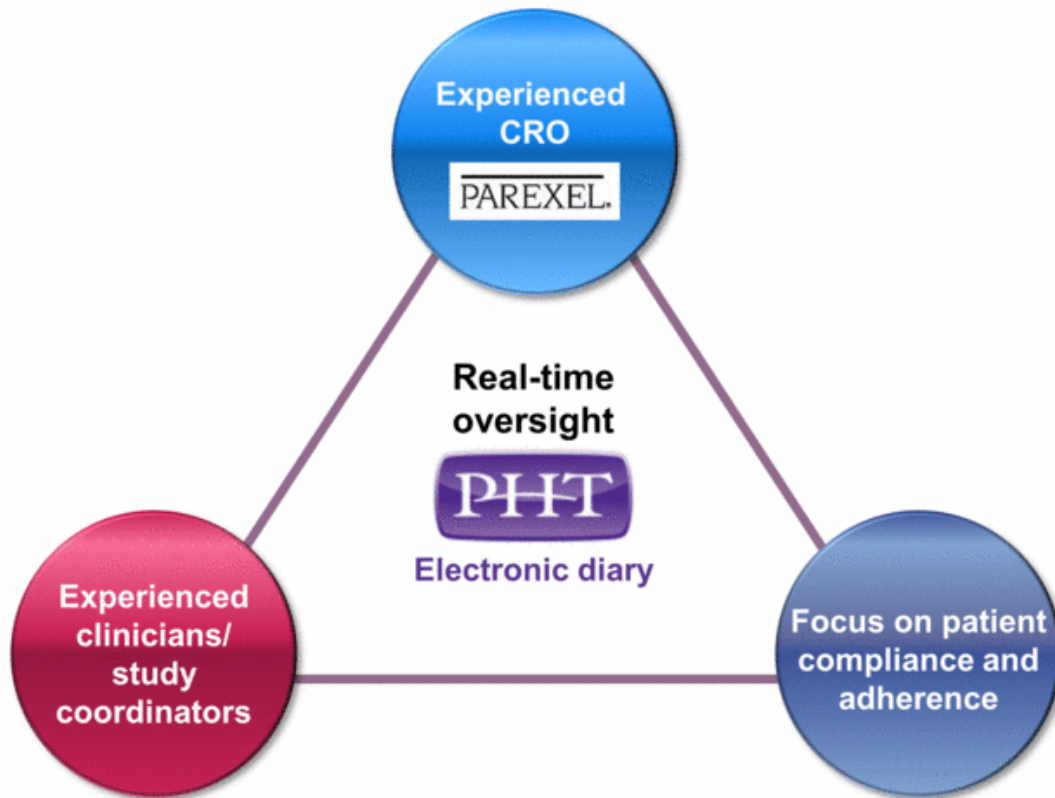 Experienced
CRO
PAREXEL.
Real-time
oversight
PHT
Electronic diary
Experienced
clinicians/
study
coordinators
Focus on patient
compliance and
adherence